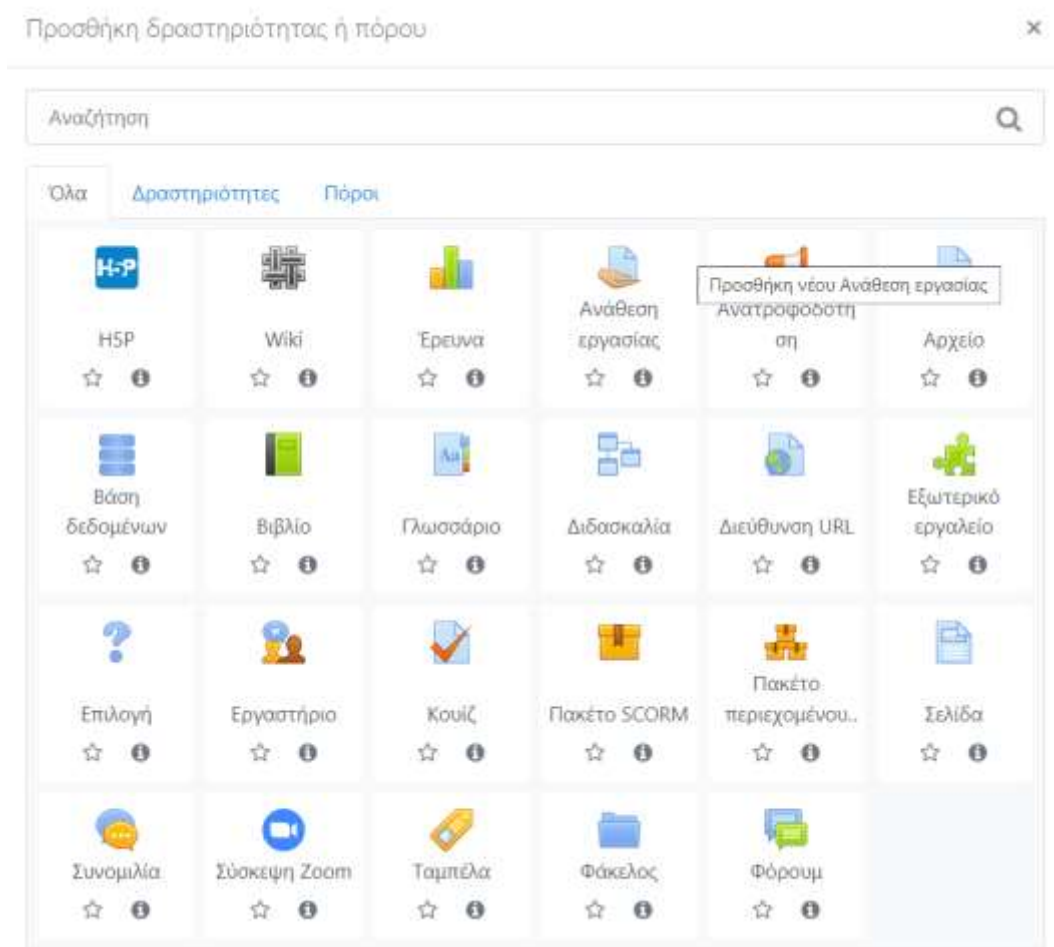 Προσθήκη δραστηριότητας ή πόρου
×
Αναζήτηση
Όλα Δραστηριότητες Πόροι
H5P
Wiki
Έρευνα
Ανάθεση
εργασίας
Προσθήκη νέου Ανάθεση εργασίας
Ανατροφοδότη
ση
Αρχείο
Βάση
δεδομένων
Βιβλίο
Γλωσσάριο
Διδασκαλία
Διεύθυνση URL
Εξωτερικό
εργαλείο
Επιλογή
Εργαστήριο
Κουίζ
Πακέτο SCORM
Πακέτο
περιεχομένου..
Σελίδα
Συνομιλία
Σύσκεψη Zoom
Ταμπέλα
Φάκελος
Φόρουμ